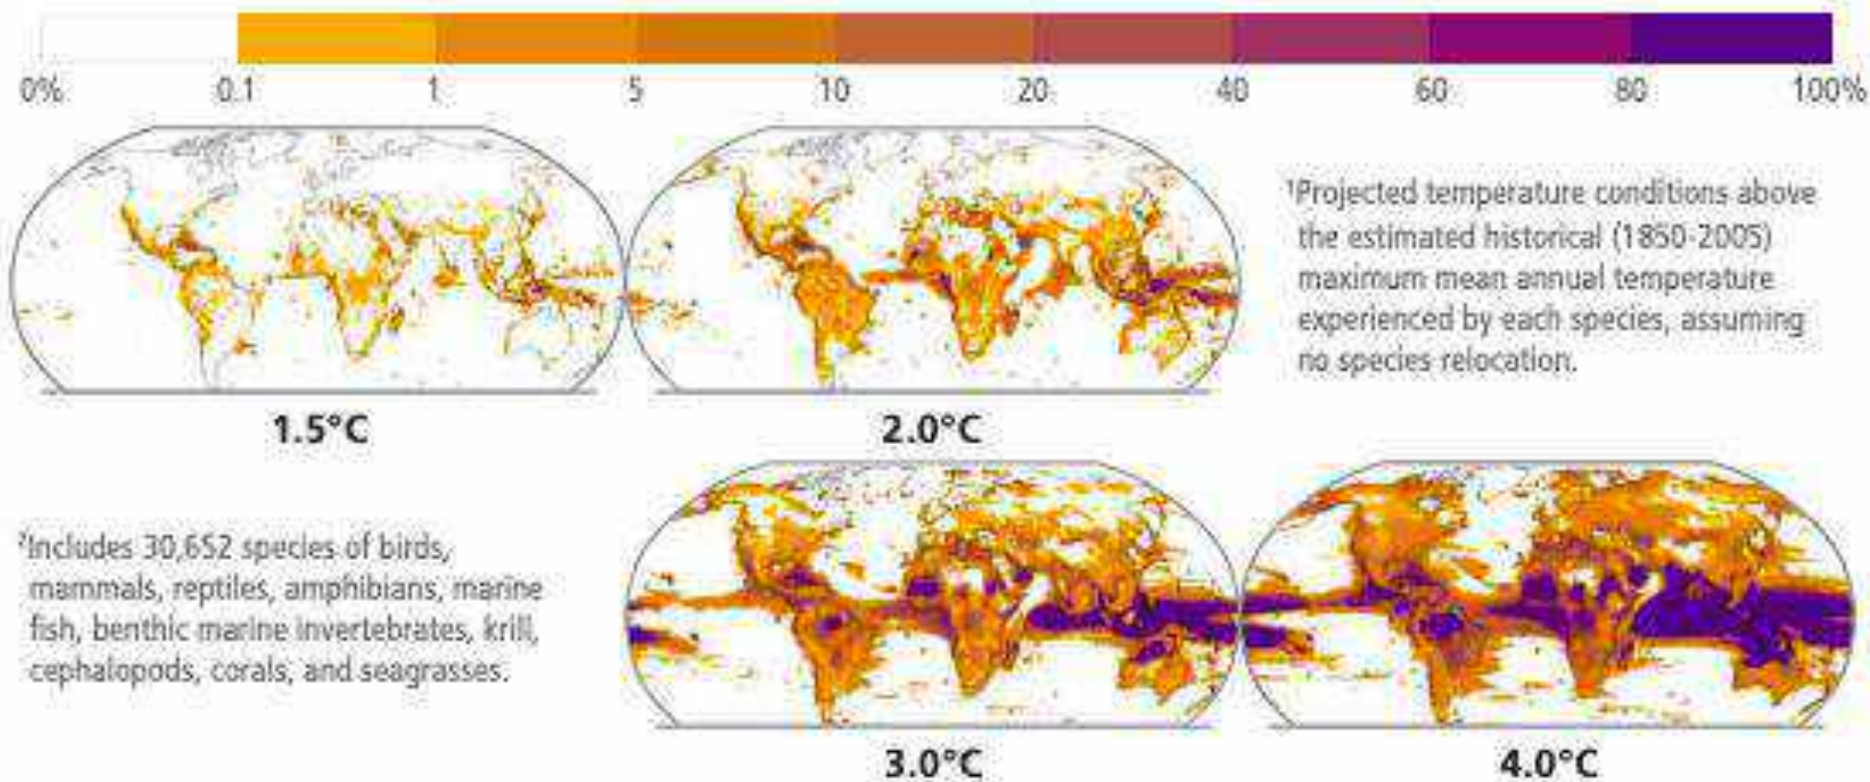 0% 0.1 1 5 10 20 40 60 80 100%
¹Projected temperature conditions above
the estimated historical (1850-2005)
maximum mean annual temperature
experienced by each species, assuming
no species relocation.
1.5°C 2.0°C
²Includes 30,652 species of birds,
mammals, reptiles, amphibians, marine
fish, benthic marine invertebrates, krill,
cephalopods, corals, and seagrasses.
3.0°C 4.0°C